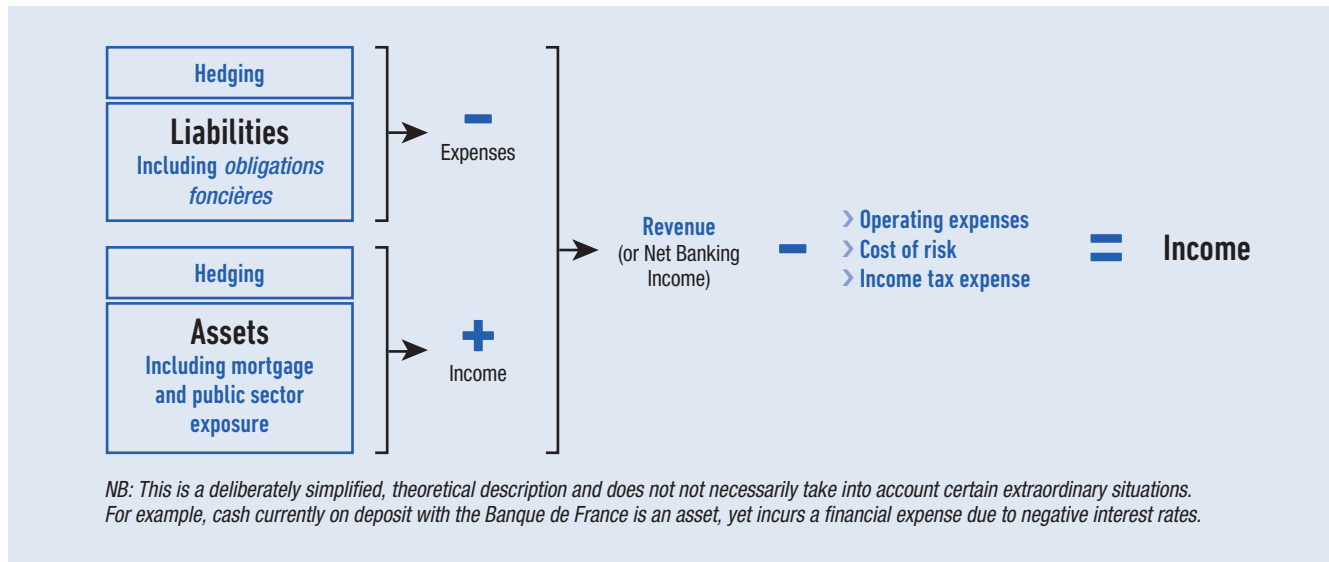 Hedging
Liabilities
Including obligations
foncières
−
Expenses
Hedging
Assets
Including mortgage
and public sector
exposure
+
Income
Revenue
(or Net Banking
Income)
−
› Operating expenses
› Cost of risk
› Income tax expense
=
Income
NB: This is a deliberately simplified, theoretical description and does not not necessarily take into account certain extraordinary situations.
For example, cash currently on deposit with the Banque de France is an asset, yet incurs a financial expense due to negative interest rates.